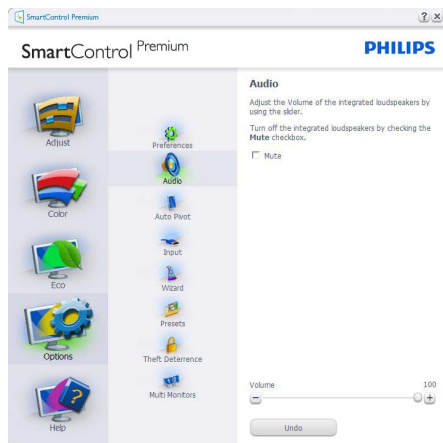 SmartControl Premium
? ×
SmartControl Premium
PHILIPS
Adjust
Color
Eco
Options
Help
Preferences
Audio
Auto Pivot
Input
Wizard
Presets
Theft Deterrence
Multi Monitors
Audio
Adjust the Volume of the integrated loudspeakers by
using the slider.
Turn off the integrated loudspeakers by checking the
Mute checkbox.
Mute
Volume 100
Undo